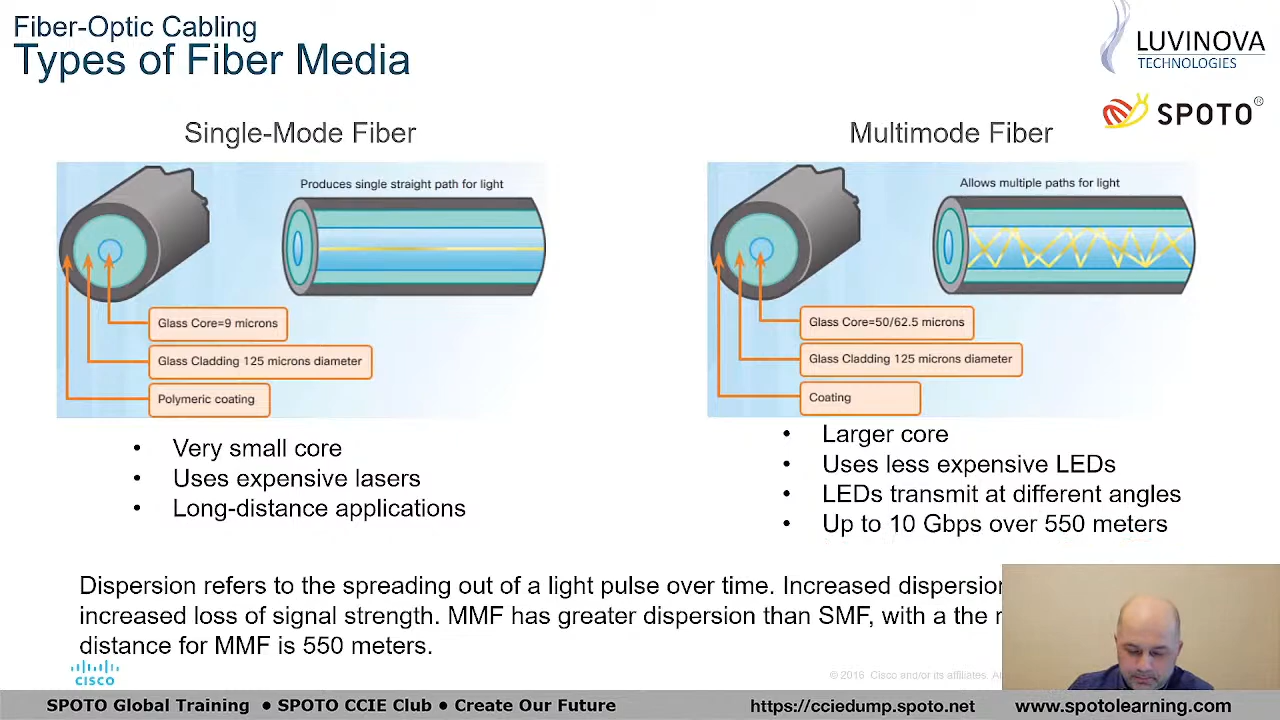 Fiber-Optic Cabling
Types of Fiber Media
LUVINOVA
TECHNOLOGIES
SPOTO®
Single-Mode Fiber
Produces single straight path for light
Glass Core=9 microns
Glass Cladding 125 microns diameter
Polymeric coating
Very small core
Uses expensive lasers
Long-distance applications
Multimode Fiber
Allows multiple paths for light
Glass Core=50/62.5 microns
Glass Cladding 125 microns diameter
Coating
Larger core
Uses less expensive LEDs
LEDs transmit at different angles
Up to 10 Gbps over 550 meters
Dispersion refers to the spreading out of a light pulse over time. Increased
increased loss of signal strength. MMF has greater dispersion than SMF, with a the
distance for MMF is 550 meters.
CISCO
© 2016 Cisco and/or its affiliates.
SPOTO Global Training ● SPOTO CCIE Club ● Create Our Future
https://cciedump.spoto.net
www.spotolearning.com